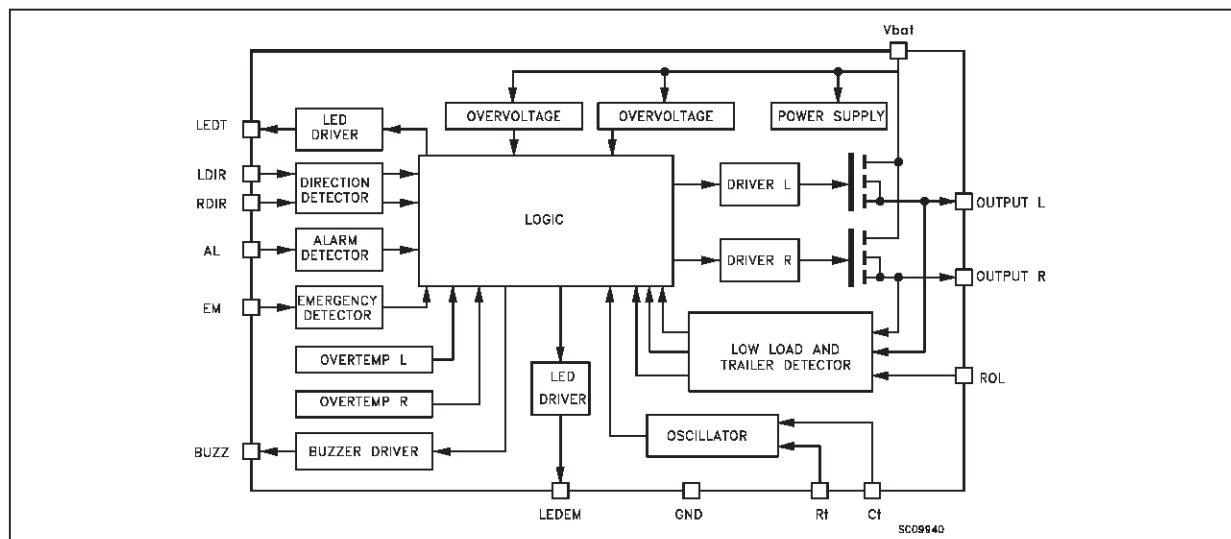 Vbat
OVERVOLTAGE
OVERVOLTAGE
POWER SUPPLY
LEDT
LED
DRIVER
LDIR
RDIR
DIRECTION
DETECTOR
LOGIC
DRIVER L
OUTPUT L
AL
ALARM
DETECTOR
DRIVER R
OUTPUT R
EM
EMERGENCY
DETECTOR
OVERTEMP L
LED
DRIVER
LOW LOAD AND
TRAILER DETECTOR
ROL
OVERTEMP R
BUZZ
BUZZER DRIVER
OSCILLATOR
LEDEM
GND
Rf
Cf
SC09940